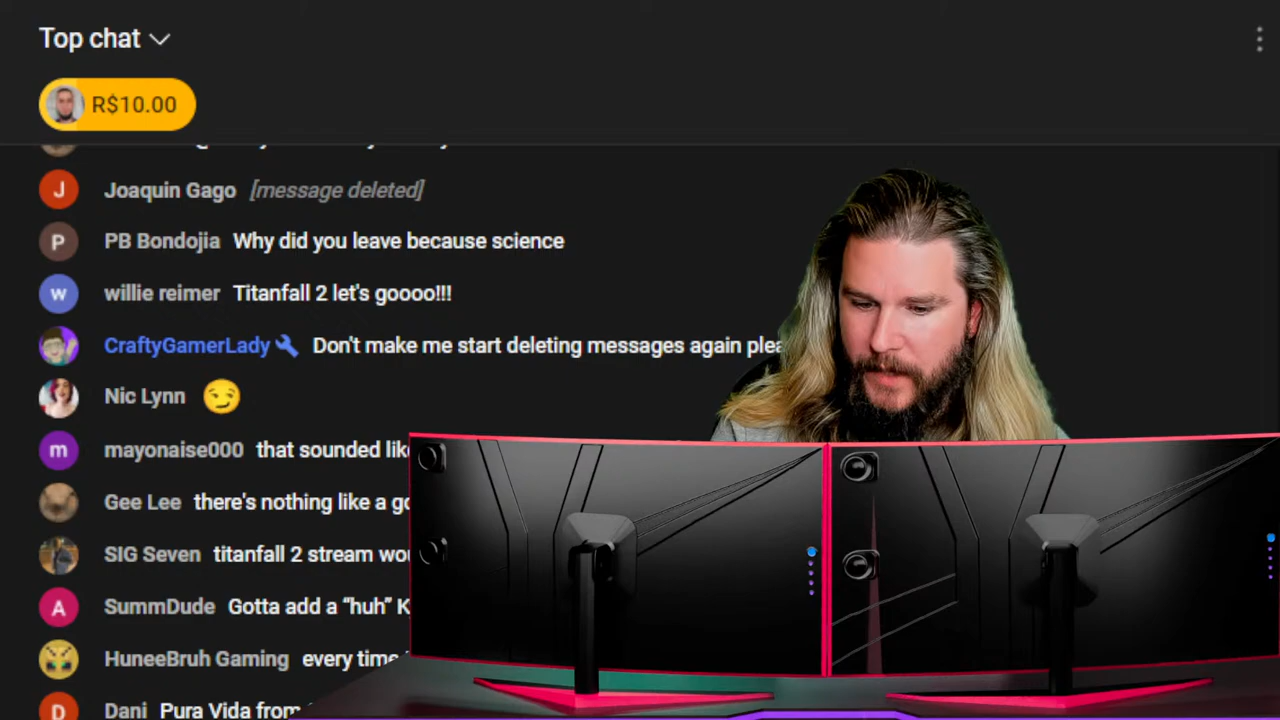 Top chat
R$10.00
J Joaquin Gago [message deleted]
P PB Bondojia Why did you leave because science
w willie reimer Titanfall 2 let's goooo!!!
CraftyGamerLady Don't make me start deleting messages again plea
Nic Lynn 😏
m mayonaise000 that sounded lik
Gee Lee there's nothing like a go
SIG Seven titanfall 2 stream wo
A SummDude Gotta add a “huh” K
HuneeBruh Gaming every time
D Dani Pura Vida from